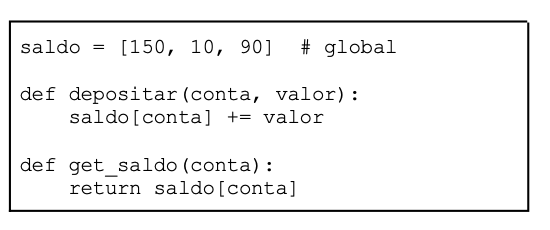 saldo = [150, 10, 90]  # global
def depositar(conta, valor):
    saldo[conta] += valor
def get_saldo(conta):
    return saldo[conta]